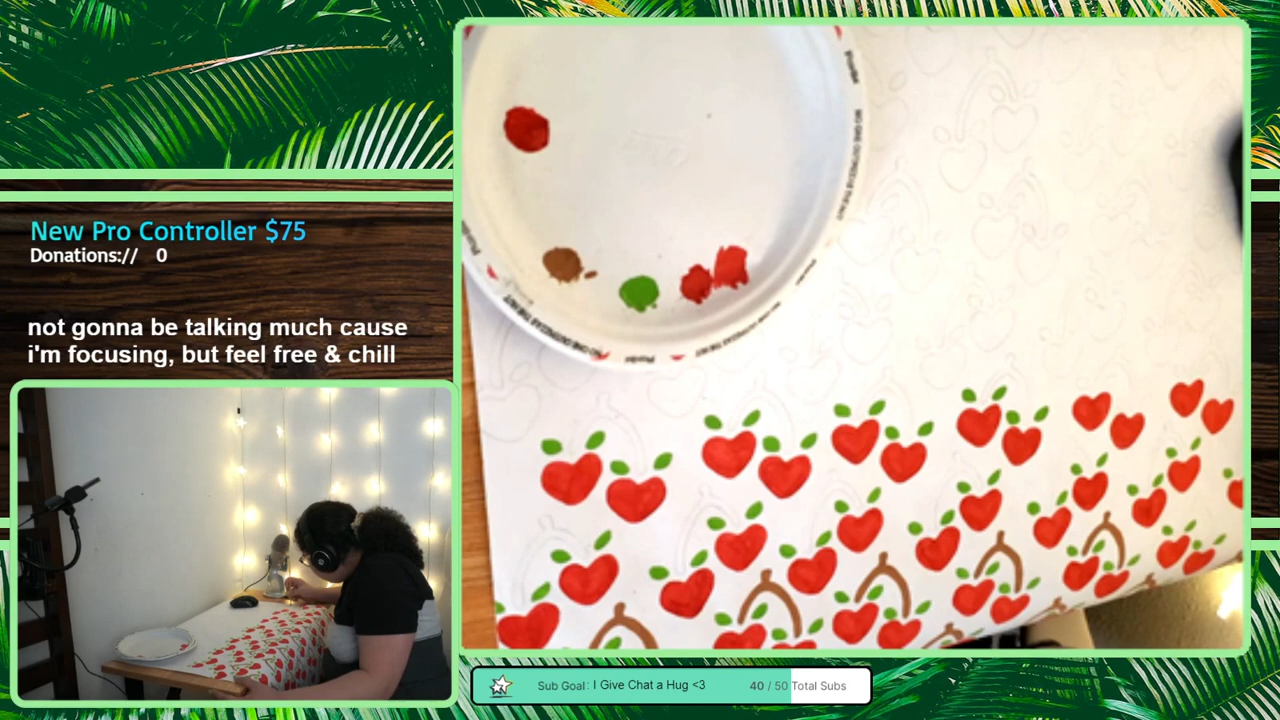 New Pro Controller $75
Donations:// 0
not gonna be talking much cause
i'm focusing, but feel free & chill
Sub Goal: I Give Chat a Hug <3 40 / 50 Total Subs